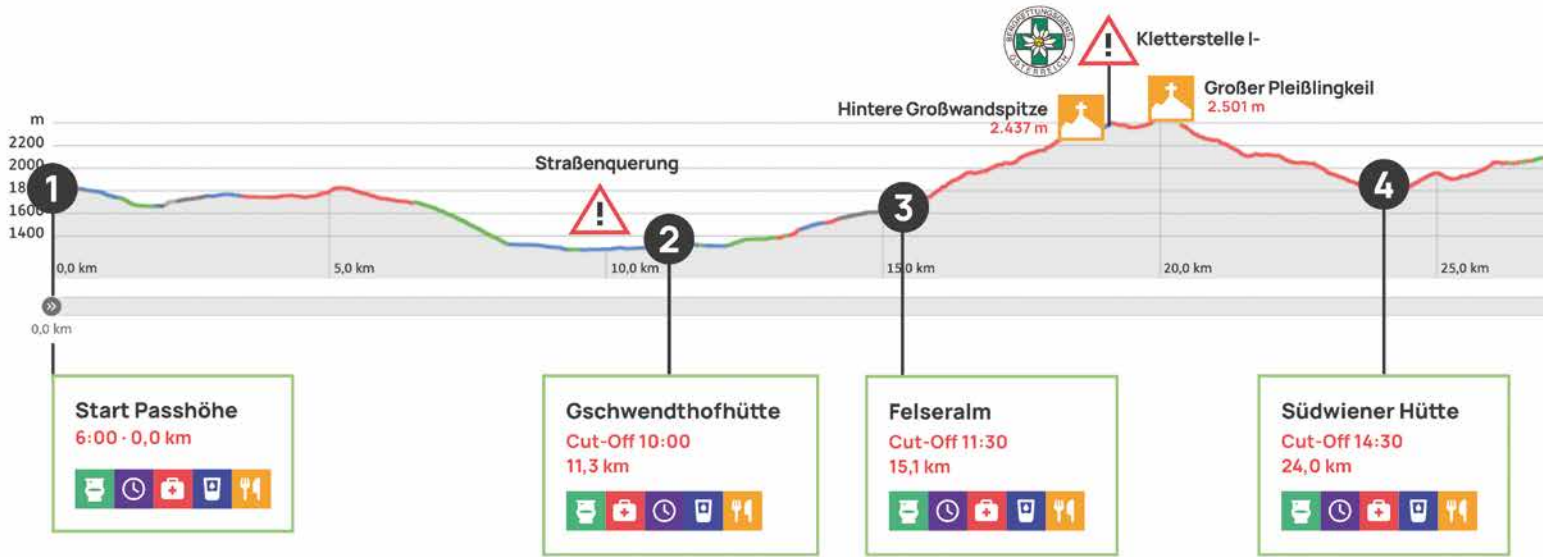 BERGRETTUNGSDIENST
ÖSTERREICH
!
Kletterstelle I-
Hintere Großwandspitze
2.437 m
Großer Pleißlingkeil
2.501 m
Straßenquerung
!
m
2200
2000
1800
1600
1400
1
2
3
4
0,0 km
5,0 km
10,0 km
15,0 km
20,0 km
25,0 km
0,0 km
Start Passhöhe
6:00 · 0,0 km
Gschwendthofhütte
Cut-Off 10:00
11,3 km
Felseralm
Cut-Off 11:30
15,1 km
Südwiener Hütte
Cut-Off 14:30
24,0 km